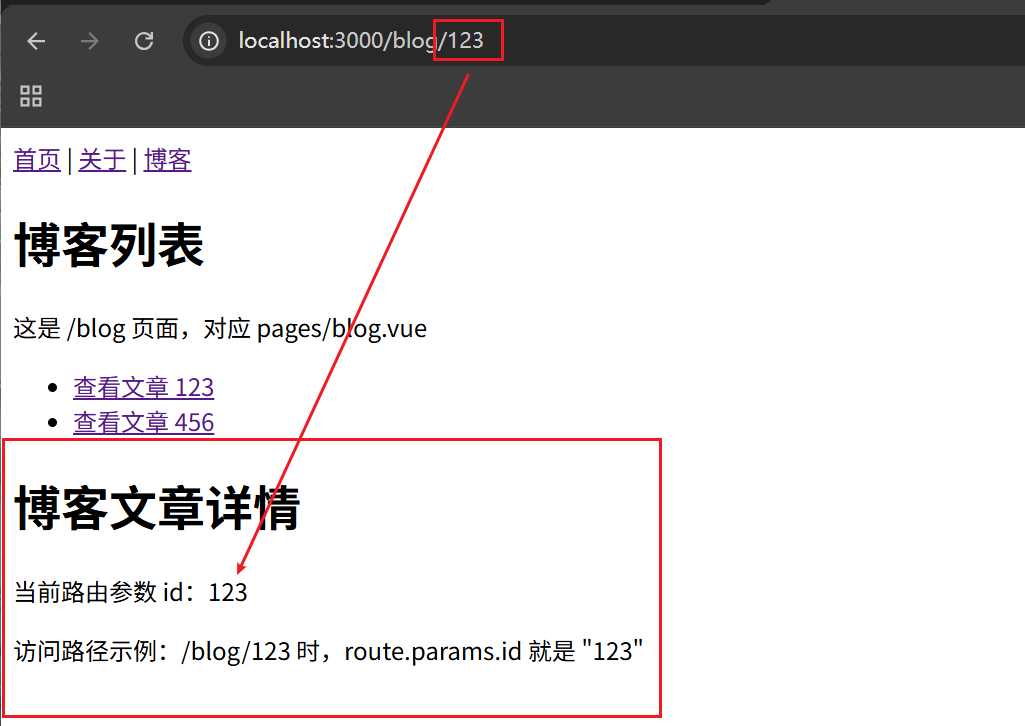 localhost:3000/blog/123
首页 | 关于 | 博客
博客列表
这是 /blog 页面，对应 pages/blog.vue
查看文章 123
查看文章 456
博客文章详情
当前路由参数 id：123
访问路径示例：/blog/123 时，route.params.id 就是 "123"